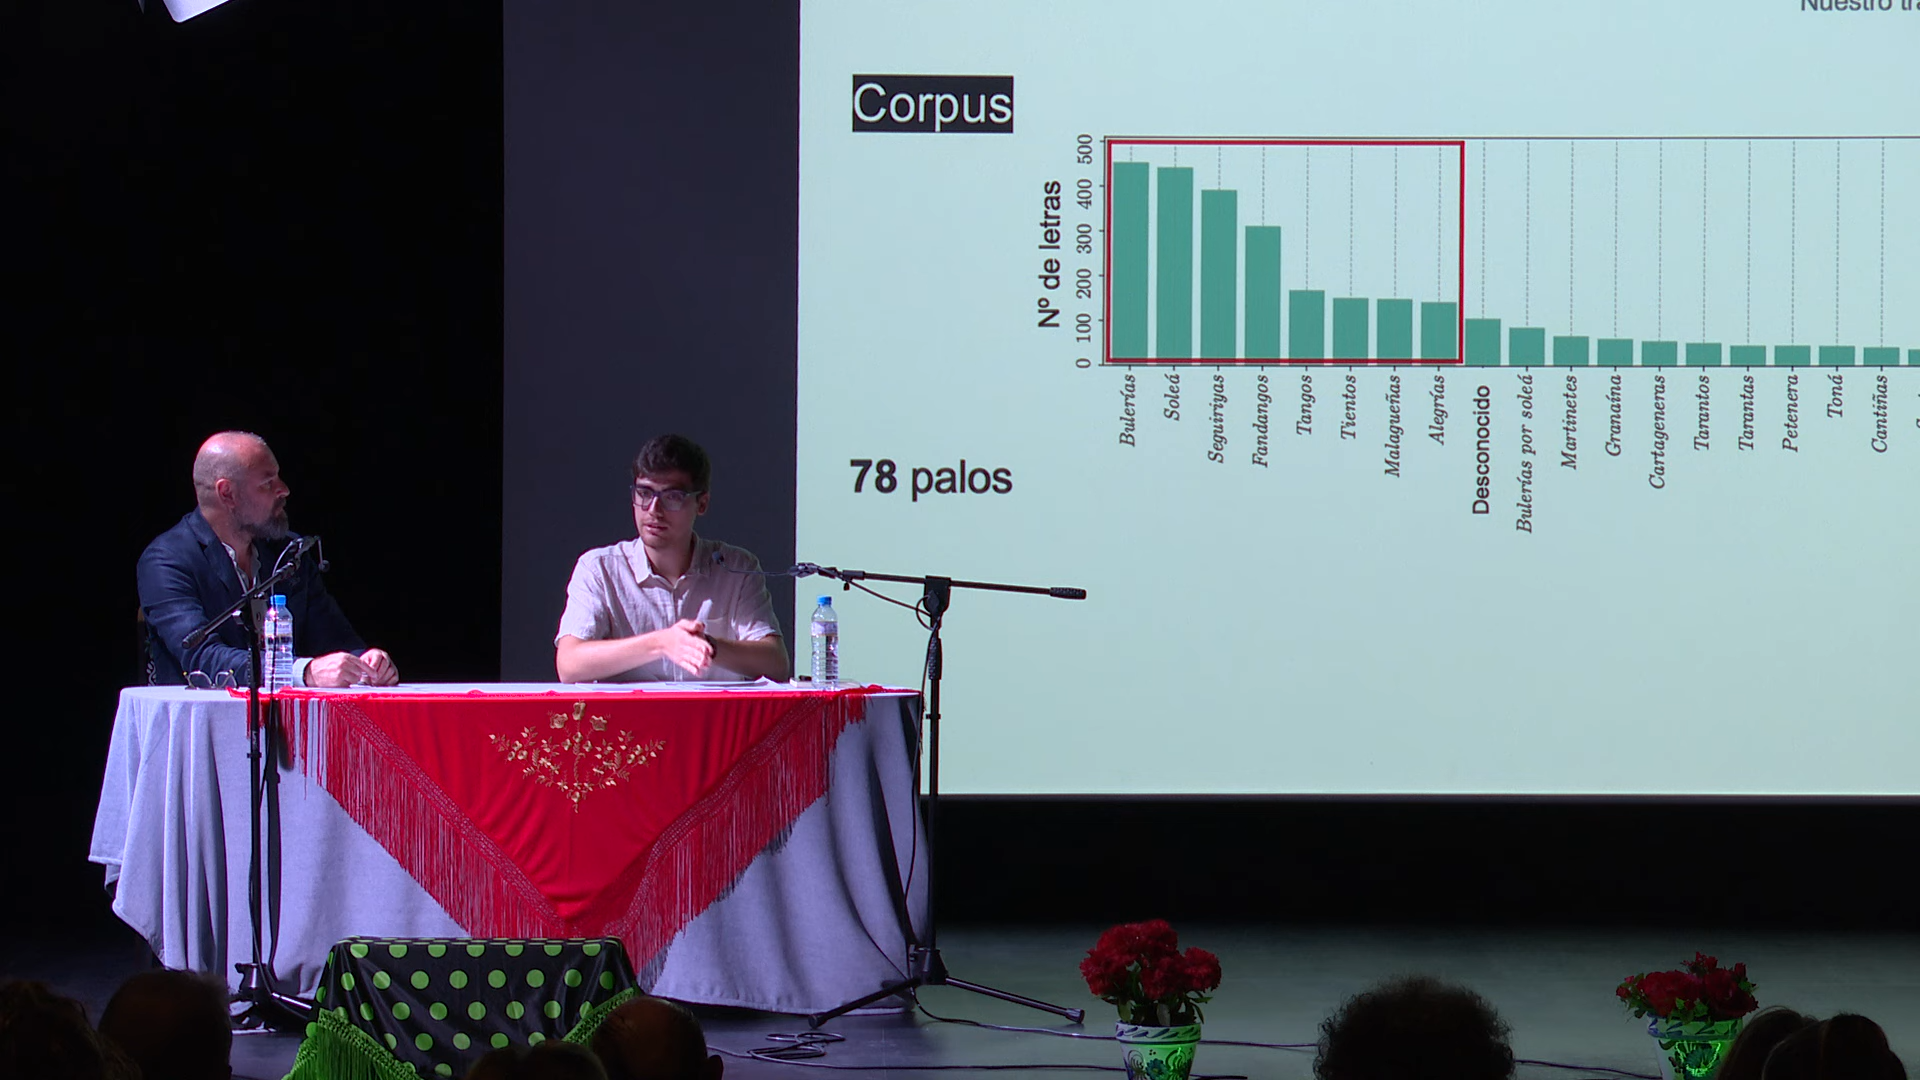 Nuestro
Corpus
Nº de letras
500
400
300
200
100
0
Bulerías
Soleá
Seguiriyas
Fandangos
Tangos
Tientos
Malagueñas
Alegrías
Desconocido
Bulerías por soleá
Martinetes
Granaína
Cartageneras
Tarantos
Tarantas
Petenera
Toná
Cantiñas
78 palos